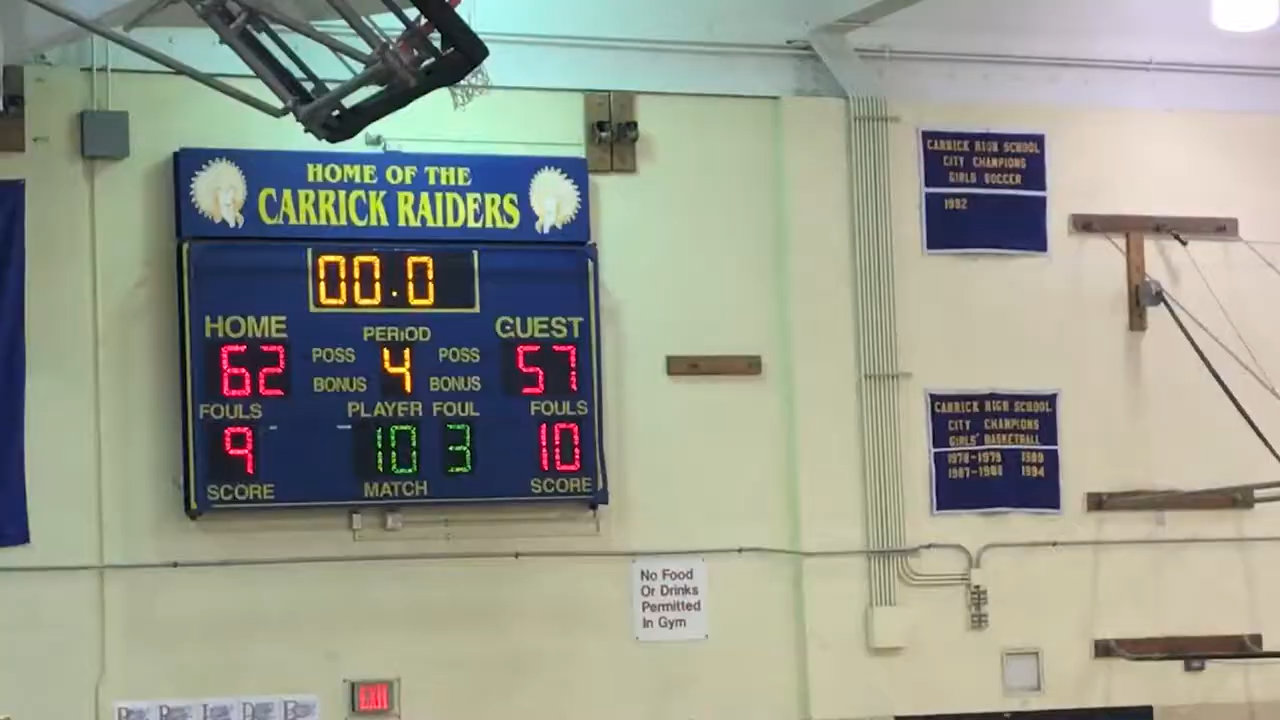 HOME OF THE
CARRICK RAIDERS
00.0
HOME
PERIOD
GUEST
62
POSS
4
POSS
57
BONUS
BONUS
FOULS
PLAYER FOUL
FOULS
9
10
3
10
SCORE
MATCH
SCORE
CARRICK HIGH SCHOOL
CITY CHAMPIONS
GIRLS SOCCER
1992
CARRICK HIGH SCHOOL
CITY CHAMPIONS
GIRLS' BASKETBALL
1978-1979 1989
1987-1988 1994
No Food
Or Drinks
Permitted
In Gym
EXIT